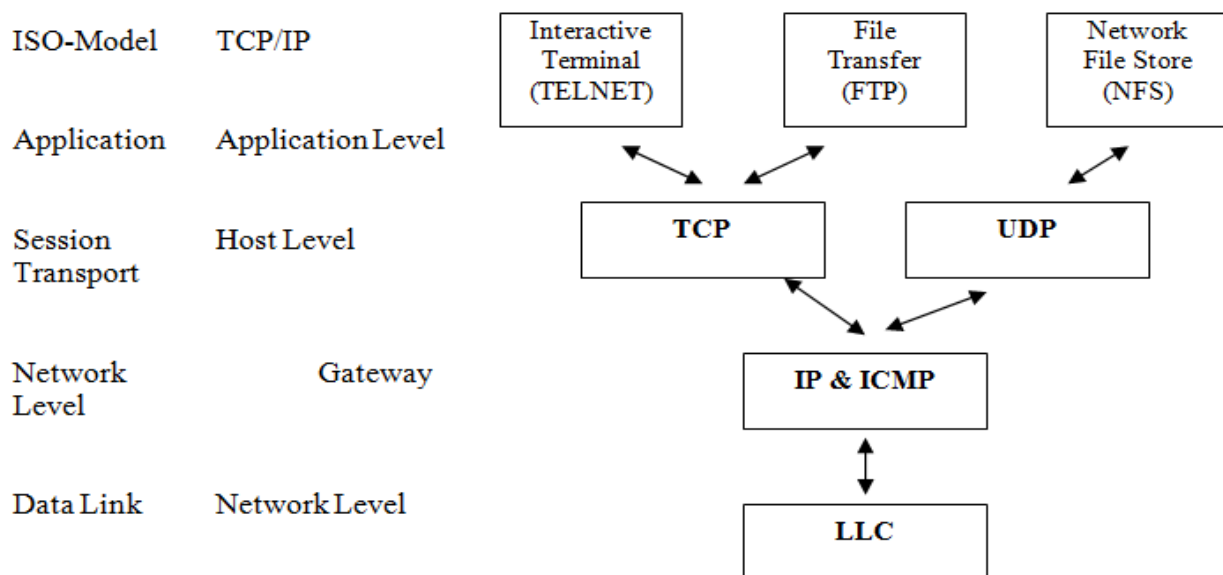 ISO-Model TCP/IP
Interactive
Terminal
(TELNET)
File
Transfer
(FTP)
Network
File Store
(NFS)
Application Application Level
Session Host Level
Transport
TCP
UDP
Network Gateway
Level
IP & ICMP
Data Link Network Level
LLC